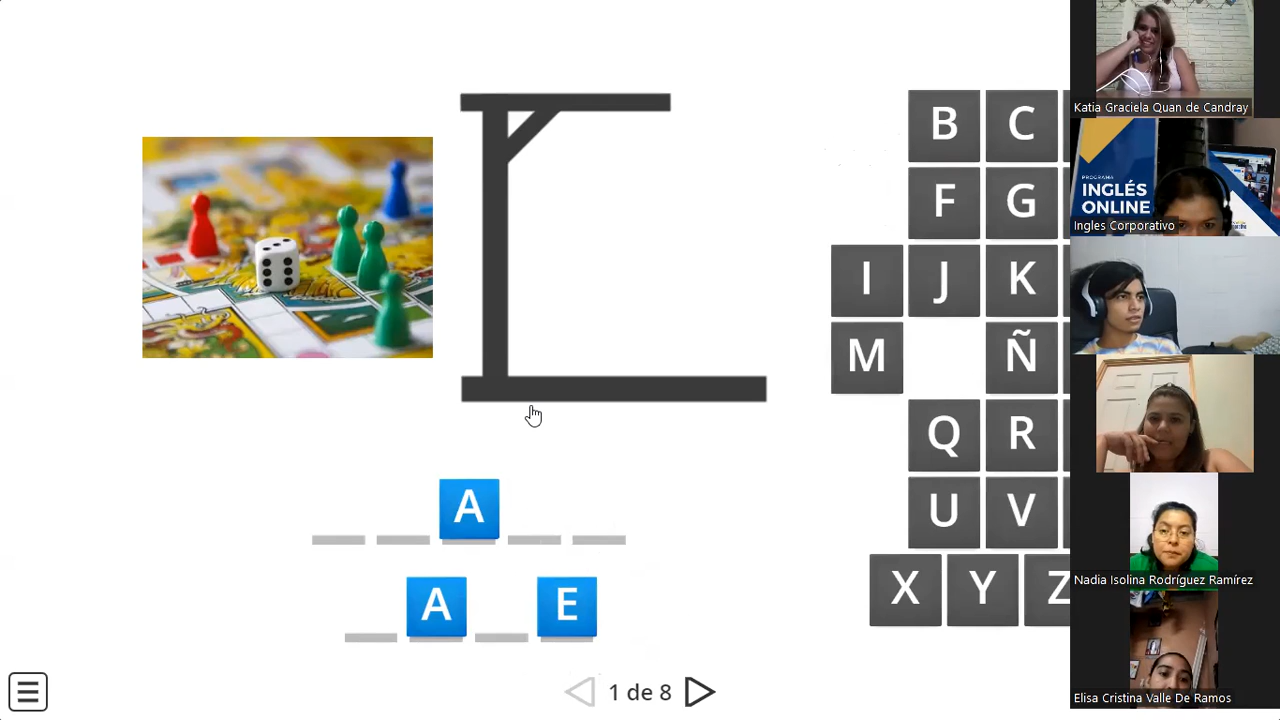 B C
F G
I J K
M Ñ
Q R
U V
X Y Z
A
A E
1 de 8
Katia Graciela Quan de Candray
PROGRAMA
INGLÉS
ONLINE
Ingles Corporativo
Nadia Isolina Rodríguez Ramírez
Elisa Cristina Valle De Ramos